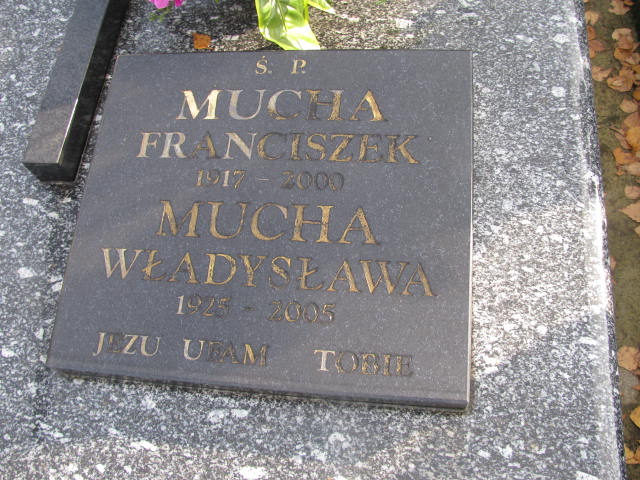 Ś. P.
MUCHA
FRANCISZEK
1917 - 2000
MUCHA
WŁADYSŁAWA
1925 - 2005
JEZU UFAM TOBIE